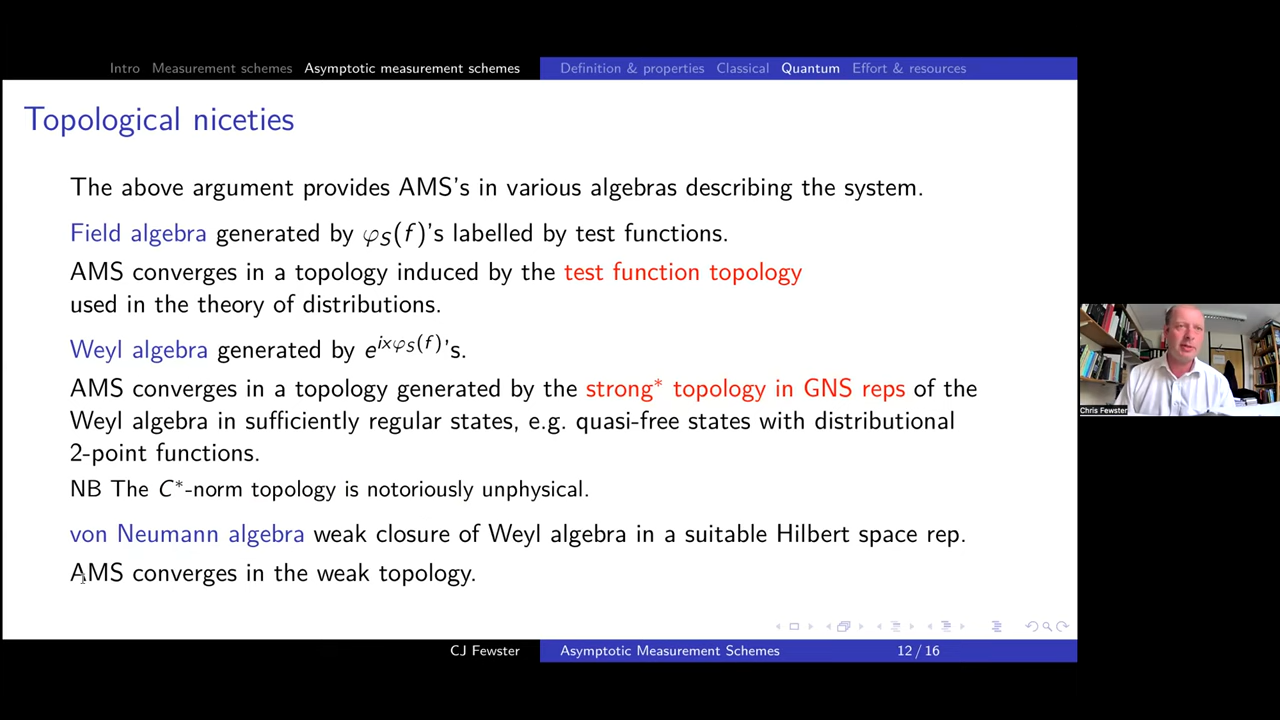 Intro Measurement schemes Asymptotic measurement schemes Definition & properties Classical Quantum Effort & resources
Topological niceties
The above argument provides AMS's in various algebras describing the system.
Field algebra generated by φ_S(f)'s labelled by test functions.
AMS converges in a topology induced by the test function topology
used in the theory of distributions.
Weyl algebra generated by e^{ixφ_S(f)}'s.
AMS converges in a topology generated by the strong* topology in GNS reps of the
Weyl algebra in sufficiently regular states, e.g. quasi-free states with distributional
2-point functions.
NB The C*-norm topology is notoriously unphysical.
von Neumann algebra weak closure of Weyl algebra in a suitable Hilbert space rep.
AMS converges in the weak topology.
CJ Fewster Asymptotic Measurement Schemes 12 / 16
Chris Fewster